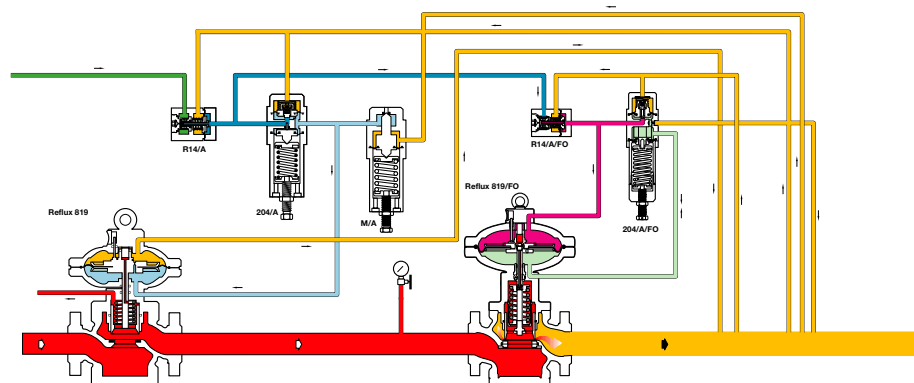 R14/A
204/A
M/A
R14/A/FO
204/A/FO
Reflux 819
Reflux 819/FO